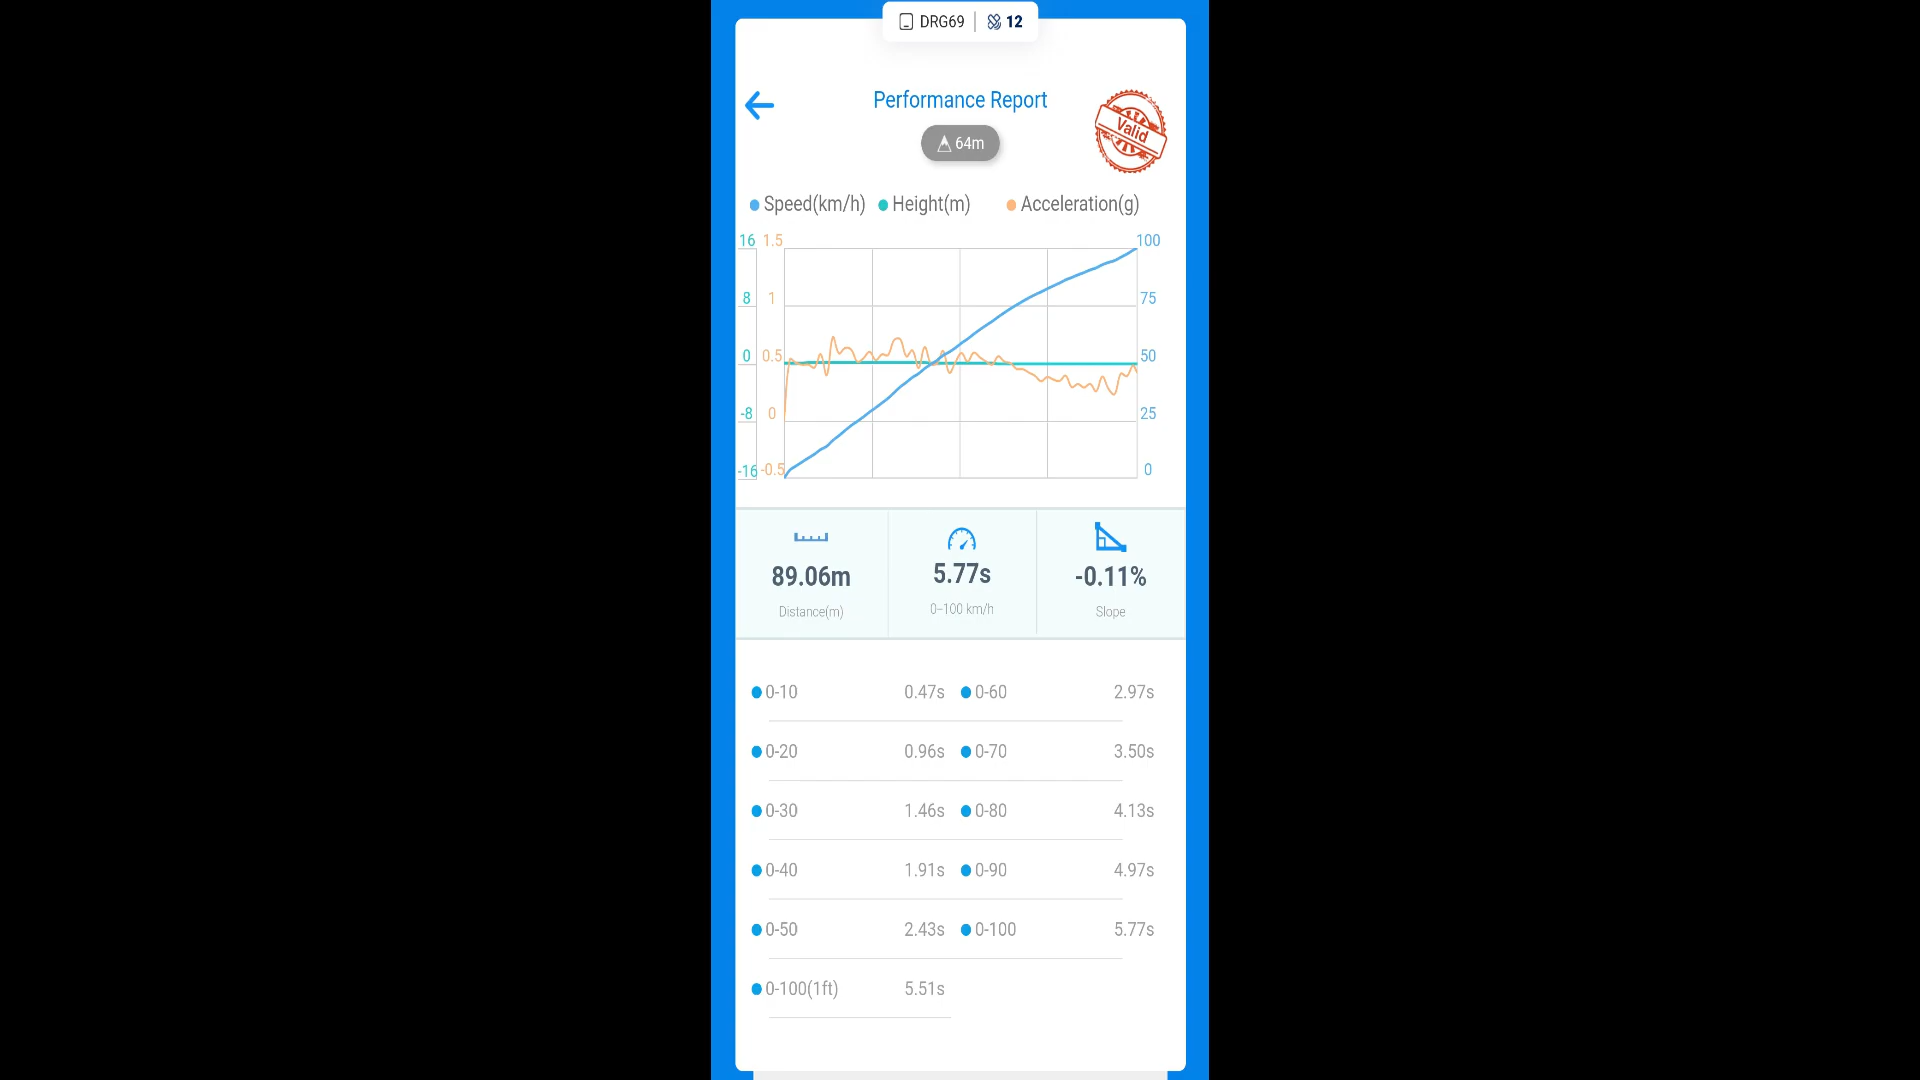 DRG69 | 12
Performance Report
64m
Valid
Speed(km/h) Height(m) Acceleration(g)
16 1.5 100
8 1 75
0 0.5 50
-8 0 25
-16 -0.5 0
89.06m 5.77s -0.11%
Distance(m) 0-100 km/h Slope
0-10 0.47s 0-60 2.97s
0-20 0.96s 0-70 3.50s
0-30 1.46s 0-80 4.13s
0-40 1.91s 0-90 4.97s
0-50 2.43s 0-100 5.77s
0-100(1ft) 5.51s